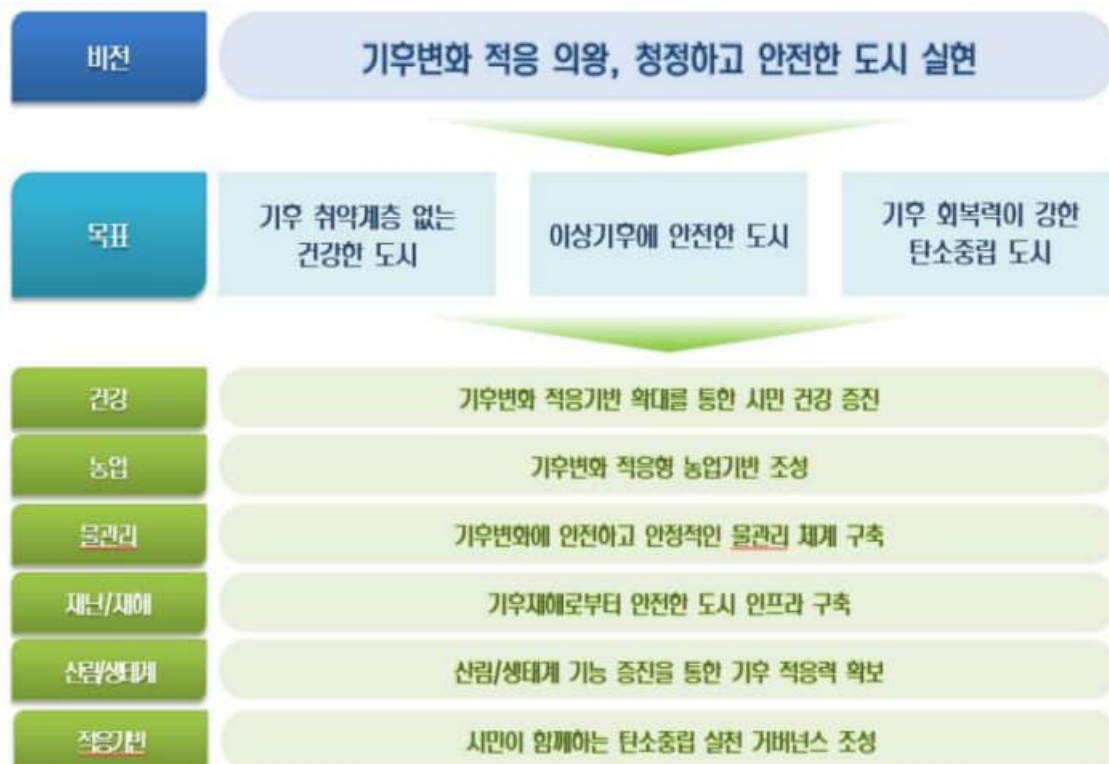 비전
기후변화 적응 의왕, 청정하고 안전한 도시 실현
목표
기후 취약계층 없는
건강한 도시
이상기후에 안전한 도시
기후 회복력이 강한
탄소중립 도시
건강
기후변화 적응기반 확대를 통한 시민 건강 증진
농업
기후변화 적응형 농업기반 조성
물관리
기후변화에 안전하고 안정적인 물관리 체계 구축
재난/재해
기후재해로부터 안전한 도시 인프라 구축
산림/생태계
산림/생태계 기능 증진을 통한 기후 적응력 확보
적응기반
시민이 함께하는 탄소중립 실천 거버넌스 조성